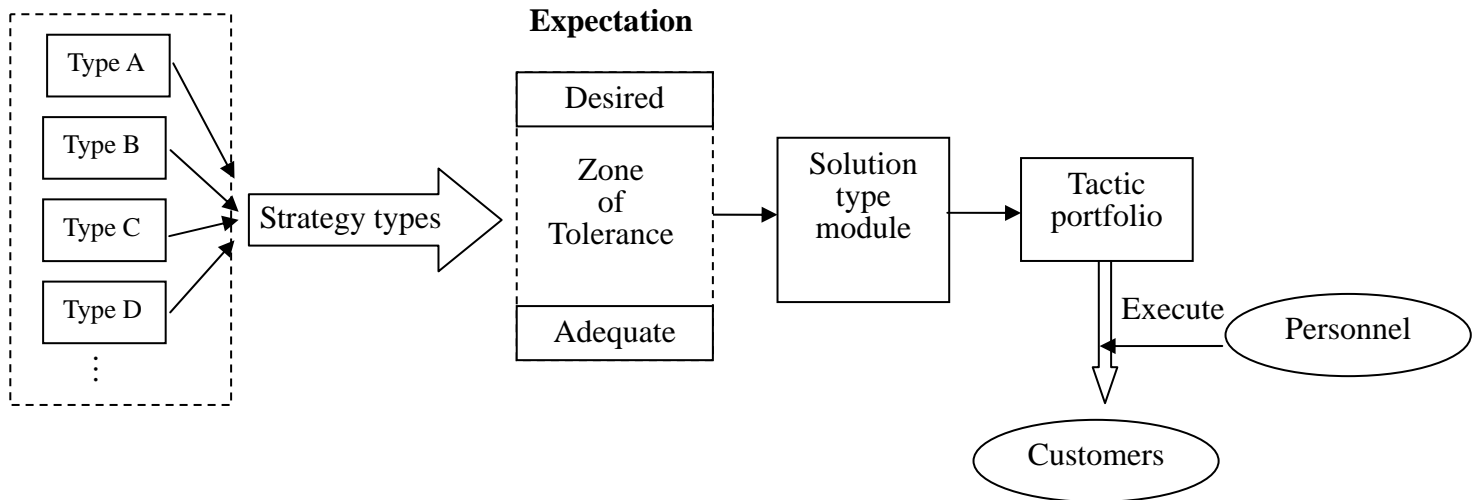 Expectation
Type A
Type B
Type C
Type D
⋮
Strategy types
Desired
Zone
of
Tolerance
Adequate
Solution
type
module
Tactic
portfolio
Execute
Personnel
Customers